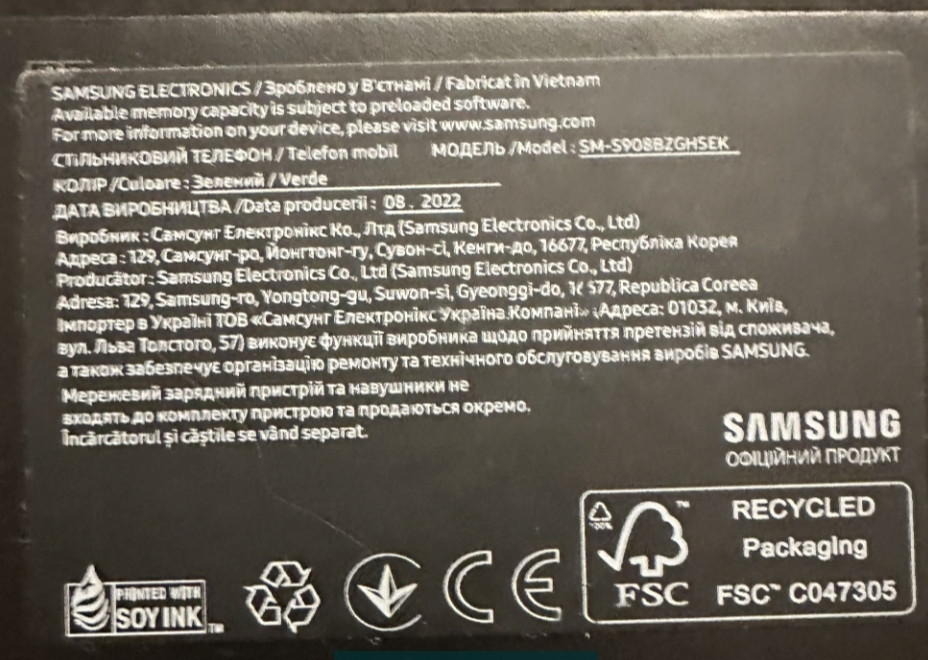 SAMSUNG ELECTRONICS / Зроблено у В'єтнамі / Fabricat în Vietnam
Available memory capacity is subject to preloaded software.
For more information on your device, please visit www.samsung.com
СТІЛЬНИКОВИЙ ТЕЛЕФОН / Telefon mobil МОДЕЛЬ /Model : SM-S908BZGHSEK
КОЛІР /Culoare : Зелений / Verde
ДАТА ВИРОБНИЦТВА /Data producerii : 08 . 2022
Виробник : Самсунг Електронікс Ко., Лтд (Samsung Electronics Co., Ltd)
Адреса : 129, Самсунг-ро, Йонгтонг-гу, Сувон-сі, Кенги-до, 16677, Республіка Корея
Producător : Samsung Electronics Co., Ltd (Samsung Electronics Co., Ltd)
Adresa: 129, Samsung-ro, Yongtong-gu, Suwon-si, Gyeonggi-do, Republica Coreea
Імпортер в Україні ТОВ «Самсунг Електронікс Україна Компані» (Адреса: 01032, м. Київ,
вул. Льва Толстого, 57) виконує функції виробника щодо прийняття претензій від споживача,
а також забезпечує організацію ремонту та технічного обслуговування виробів SAMSUNG.
Мережевий зарядний пристрій та навушники не
входять до комплекту пристрою та продаються окремо.
Încărcătorul și căștile se vând separat.
SAMSUNG
ОФІЦІЙНИЙ ПРОДУКТ
100%
RECYCLED
Packaging
FSC™ C047305
FSC
PRINTED WITH
SOY INK™
CE